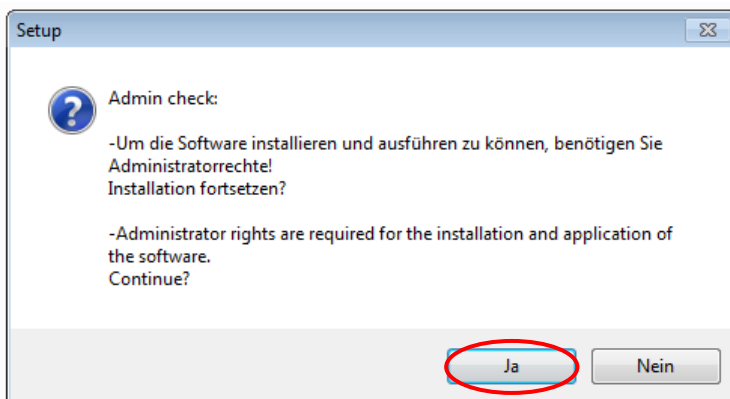 Setup
Admin check:
-Um die Software installieren und ausführen zu können, benötigen Sie
Administratorrechte!
Installation fortsetzen?
-Administrator rights are required for the installation and application of
the software.
Continue?
Ja
Nein